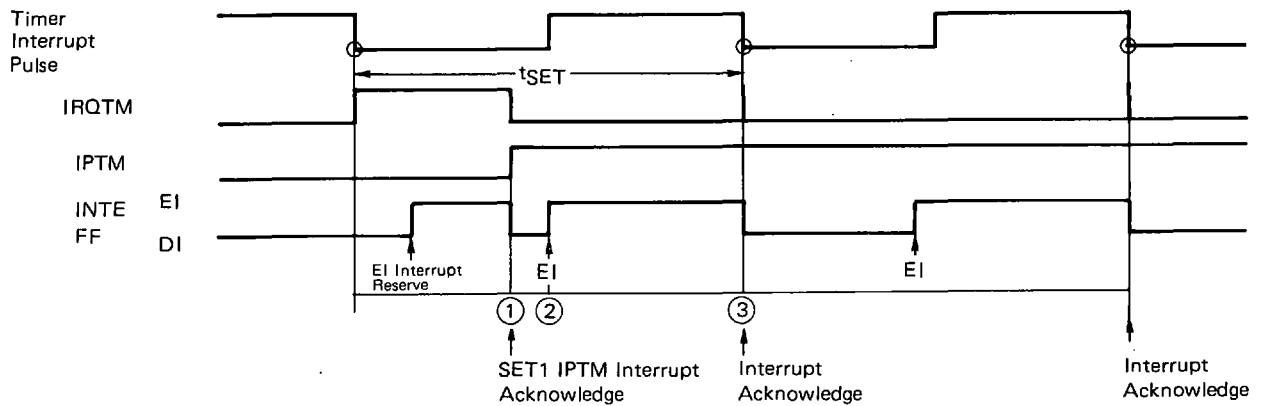 Timer
Interrupt
Pulse
tSET
IRQTM
IPTM
INTE EI
FF DI
EI Interrupt
Reserve
EI
EI
① ② ③
SET1 IPTM Interrupt
Acknowledge
Interrupt
Acknowledge
Interrupt
Acknowledge